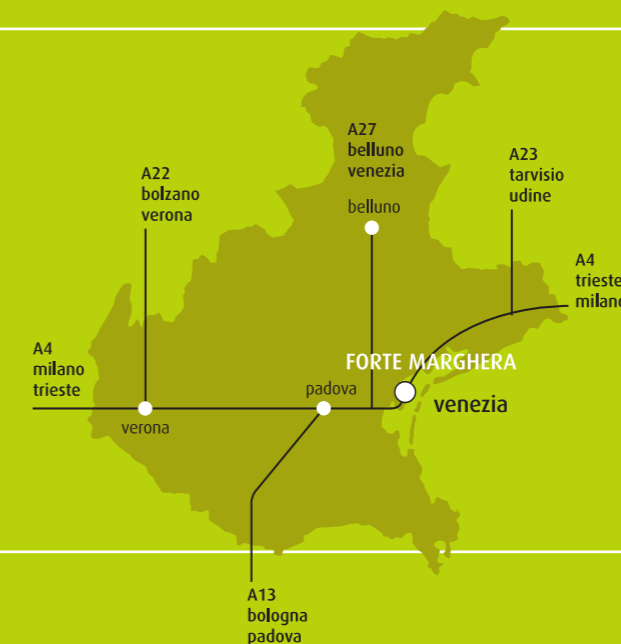 A27
belluno
venezia
belluno
A23
tarvisio
udine
A22
bolzano
verona
A4
trieste
milano
A4
milano
trieste
FORTE MARGHERA
padova
venezia
verona
A13
bologna
padova